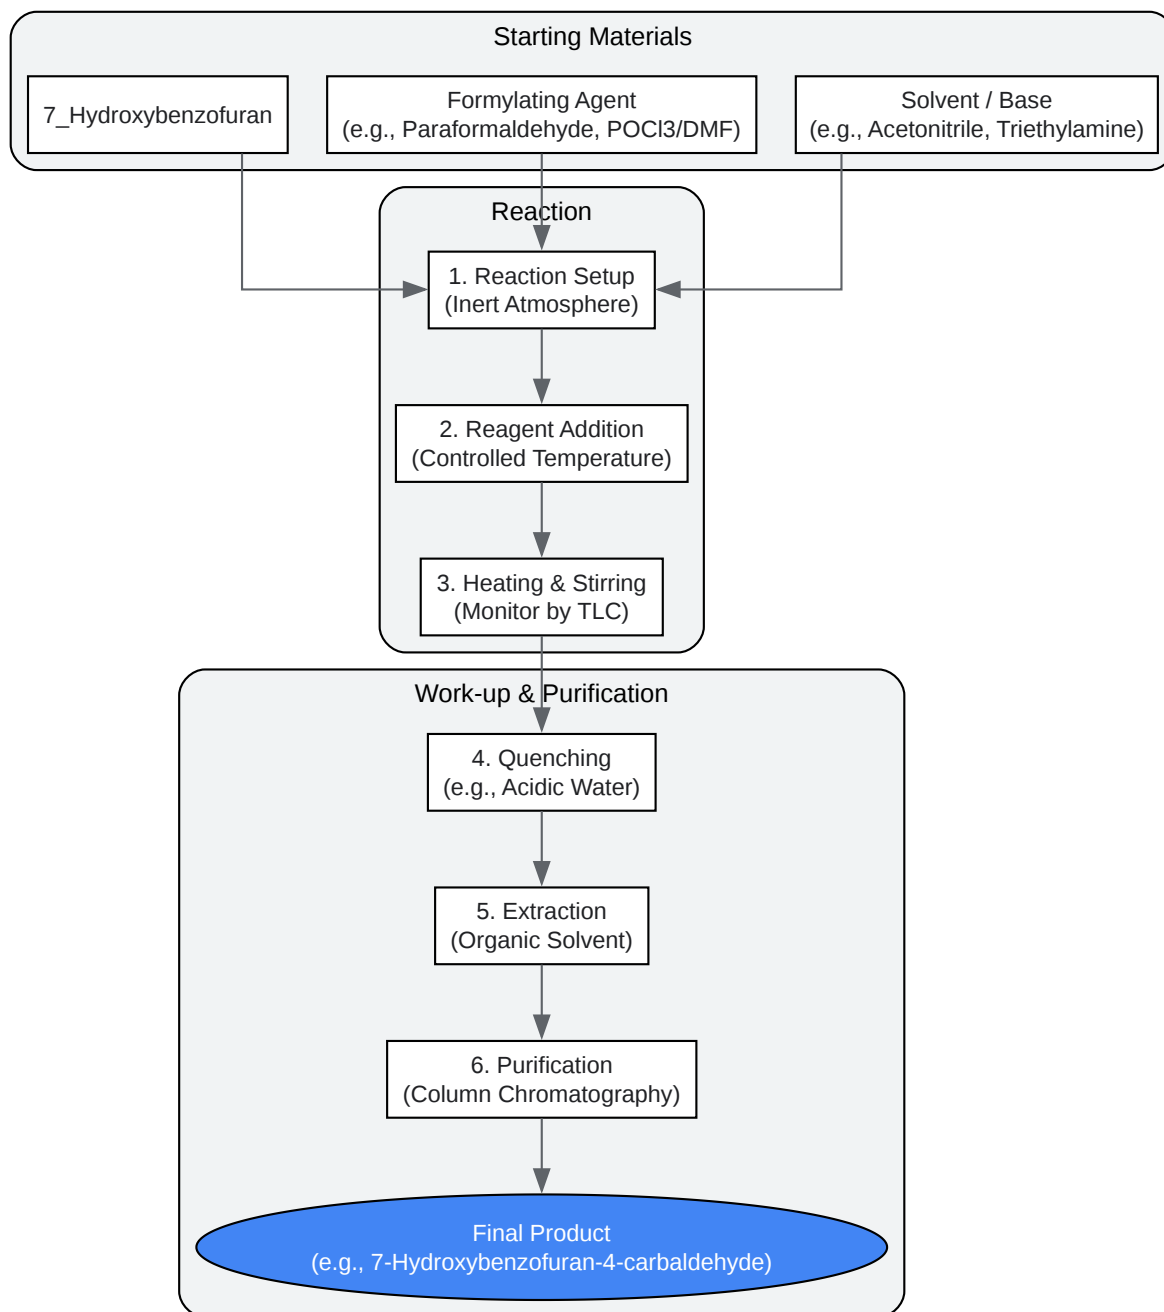 Starting Materials
7_Hydroxybenzofuran
Formylating Agent
(e.g., Paraformaldehyde, POCl3/DMF)
Solvent / Base
(e.g., Acetonitrile, Triethylamine)
Reaction
1. Reaction Setup
(Inert Atmosphere)
2. Reagent Addition
(Controlled Temperature)
3. Heating & Stirring
(Monitor by TLC)
Work-up & Purification
4. Quenching
(e.g., Acidic Water)
5. Extraction
(Organic Solvent)
6. Purification
(Column Chromatography)
Final Product
(e.g., 7-Hydroxybenzofuran-4-carbaldehyde)